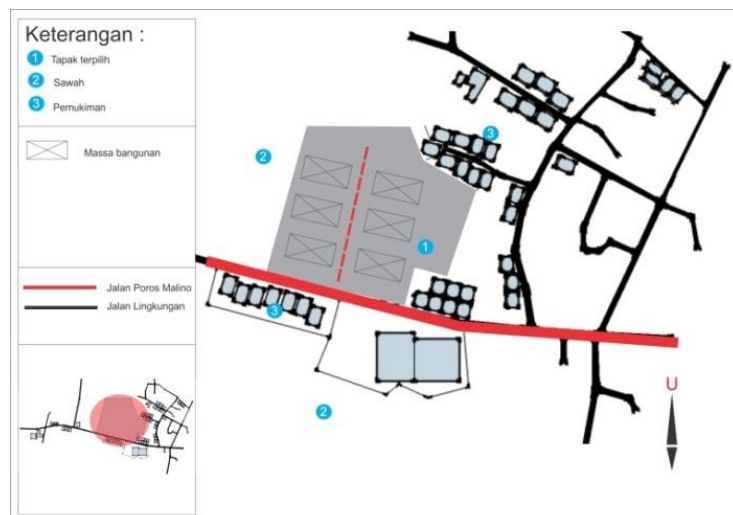 Keterangan :
1 Tapak terpilih
2 Sawah
3 Pemukiman
Massa bangunan
Jalan Poros Malino
Jalan Lingkungan
2
3
1
3
2
U